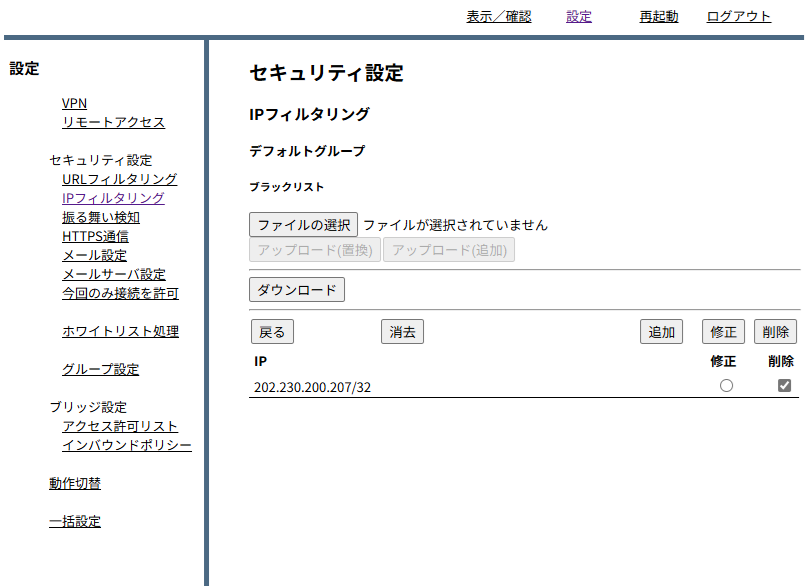 表示／確認 設定 再起動 ログアウト
設定
VPN
リモートアクセス
セキュリティ設定
URLフィルタリング
IPフィルタリング
振る舞い検知
HTTPS通信
メール設定
メールサーバ設定
今回のみ接続を許可
ホワイトリスト処理
グループ設定
ブリッジ設定
アクセス許可リスト
インバウンドポリシー
動作切替
一括設定
セキュリティ設定
IPフィルタリング
デフォルトグループ
ブラックリスト
ファイルの選択 ファイルが選択されていません
アップロード(置換) アップロード(追加)
ダウンロード
戻る 消去 追加 修正 削除
IP 修正 削除
202.230.200.207/32